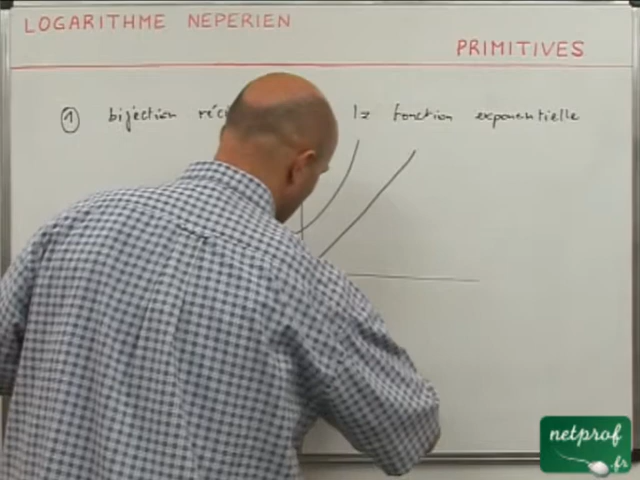 LOGARITHME NEPERIEN
PRIMITIVES
1 bijection réci la fonction exponentielle
netprof
.fr